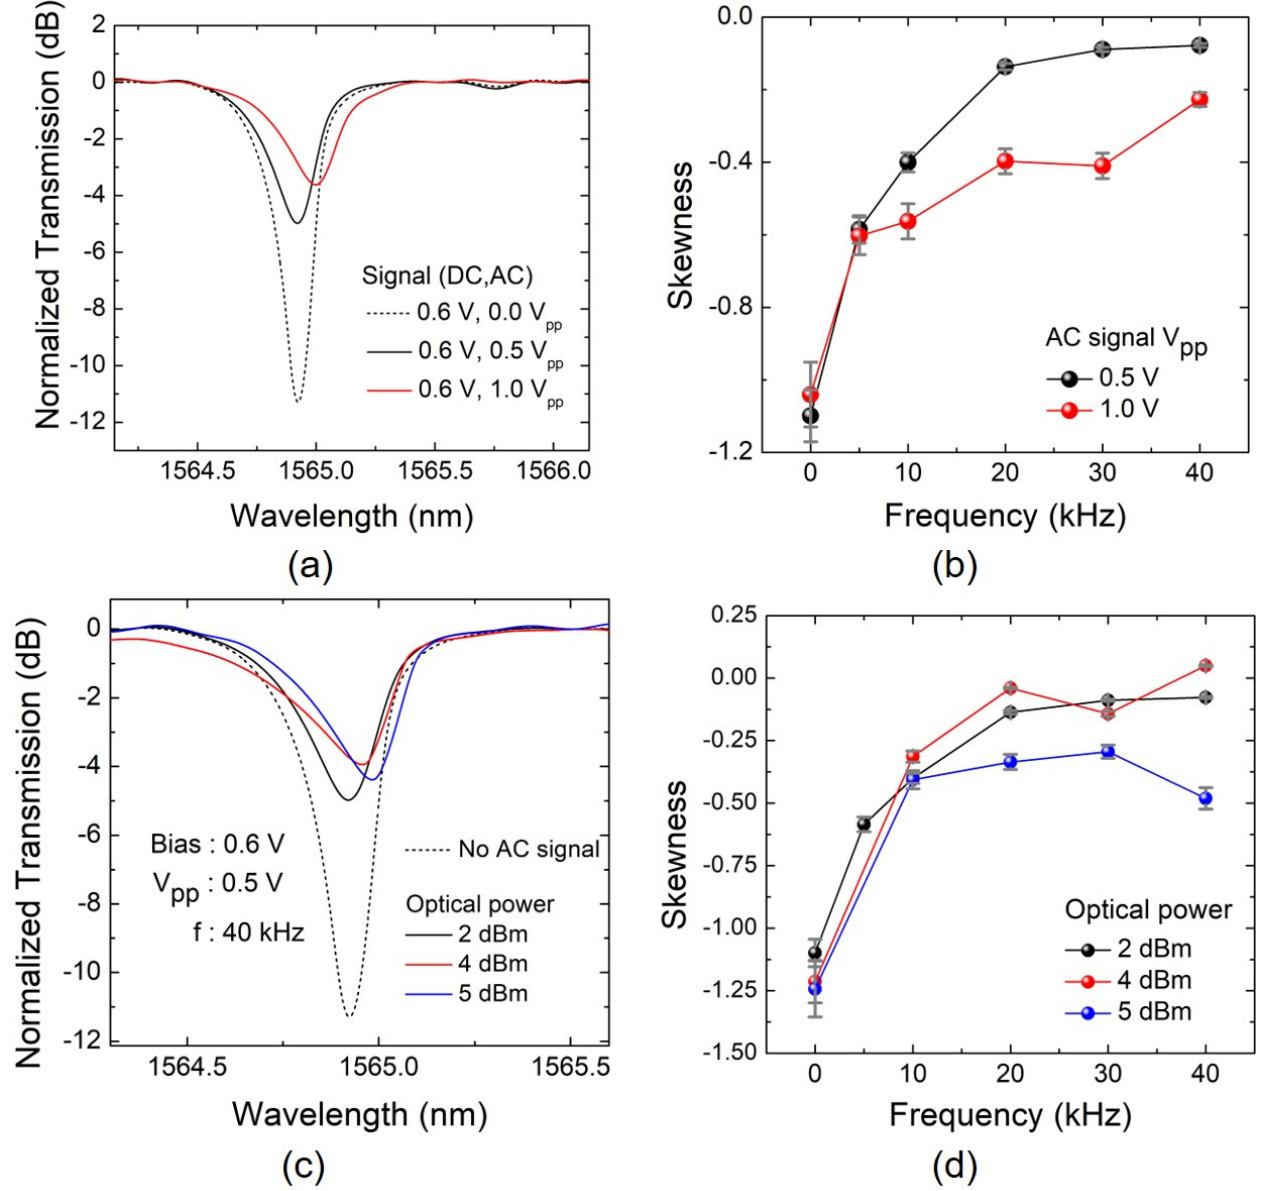 Normalized Transmission (dB)
2
0
-2
-4
-6
-8
-10
-12
Signal (DC,AC)
0.6 V, 0.0 Vpp
0.6 V, 0.5 Vpp
0.6 V, 1.0 Vpp
1564.5 1565.0 1565.5 1566.0
Wavelength (nm)
(a)
Skewness
0.0
-0.4
-0.8
-1.2
AC signal Vpp
0.5 V
1.0 V
0 10 20 30 40
Frequency (kHz)
(b)
Normalized Transmission (dB)
0
-2
-4
-6
-8
-10
-12
Bias : 0.6 V
Vpp : 0.5 V
f : 40 kHz
No AC signal
Optical power
2 dBm
4 dBm
5 dBm
1564.5 1565.0 1565.5
Wavelength (nm)
(c)
Skewness
0.25
0.00
-0.25
-0.50
-0.75
-1.00
-1.25
-1.50
Optical power
2 dBm
4 dBm
5 dBm
0 10 20 30 40
Frequency (kHz)
(d)